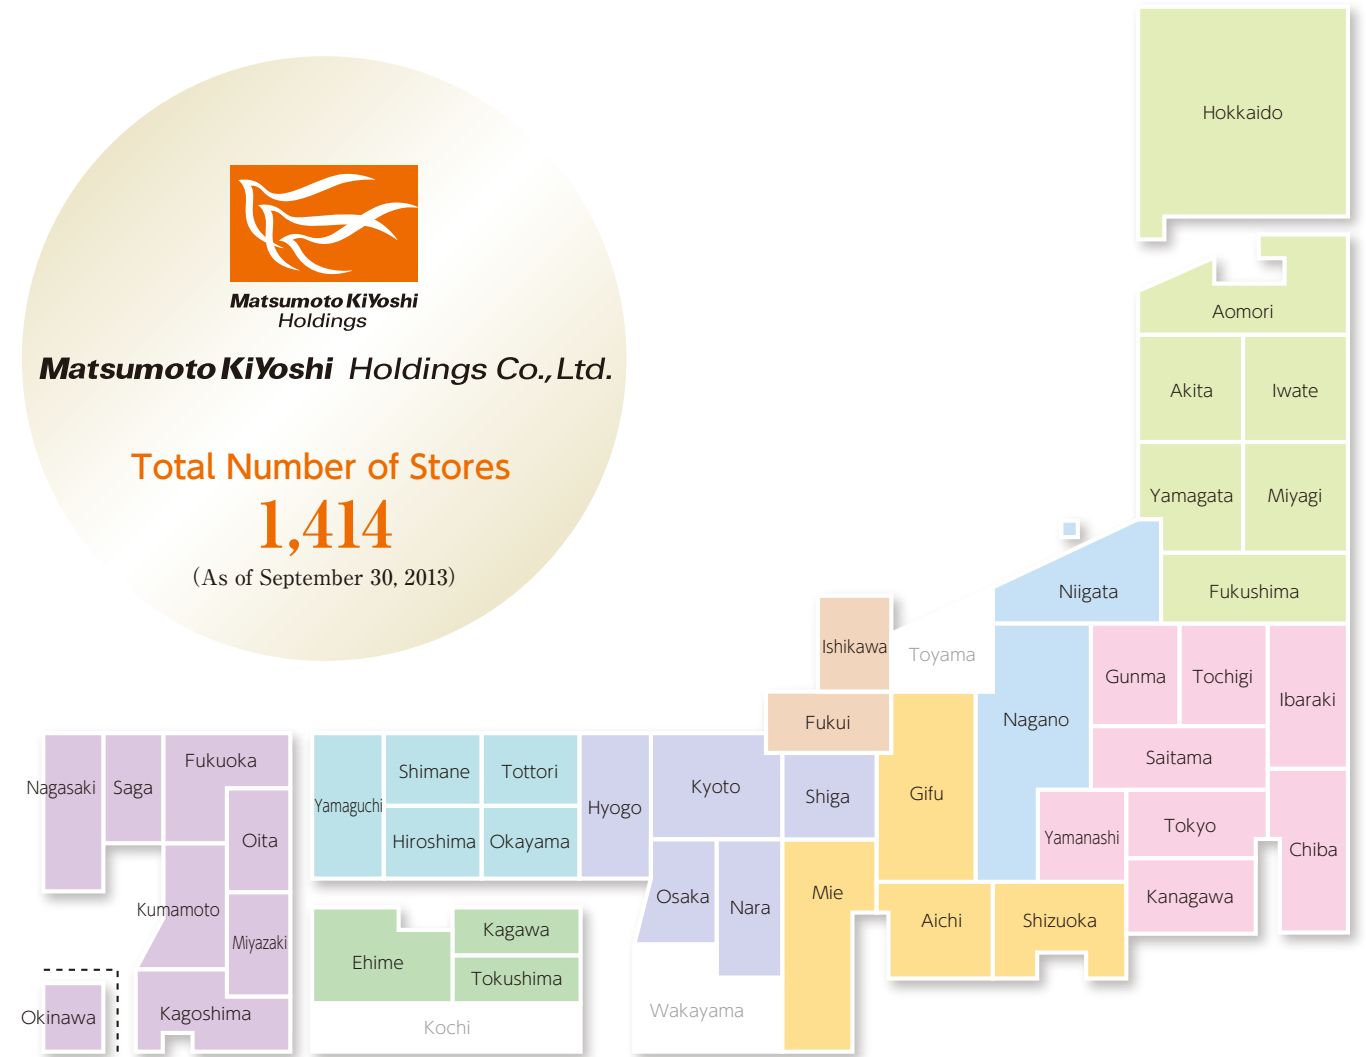 Matsumoto KiYoshi
Holdings
Matsumoto KiYoshi Holdings Co., Ltd.
Total Number of Stores
1,414
(As of September 30, 2013)
Hokkaido
Aomori
Akita
Iwate
Yamagata
Miyagi
Niigata
Fukushima
Ishikawa
Toyama
Gunma
Tochigi
Ibaraki
Fukui
Nagano
Saitama
Gifu
Yamanashi
Tokyo
Chiba
Kanagawa
Nagasaki
Saga
Fukuoka
Oita
Kumamoto
Miyazaki
Okinawa
Kagoshima
Yamaguchi
Shimane
Tottori
Hiroshima
Okayama
Hyogo
Kyoto
Shiga
Osaka
Nara
Mie
Aichi
Shizuoka
Ehime
Kagawa
Tokushima
Kochi
Wakayama